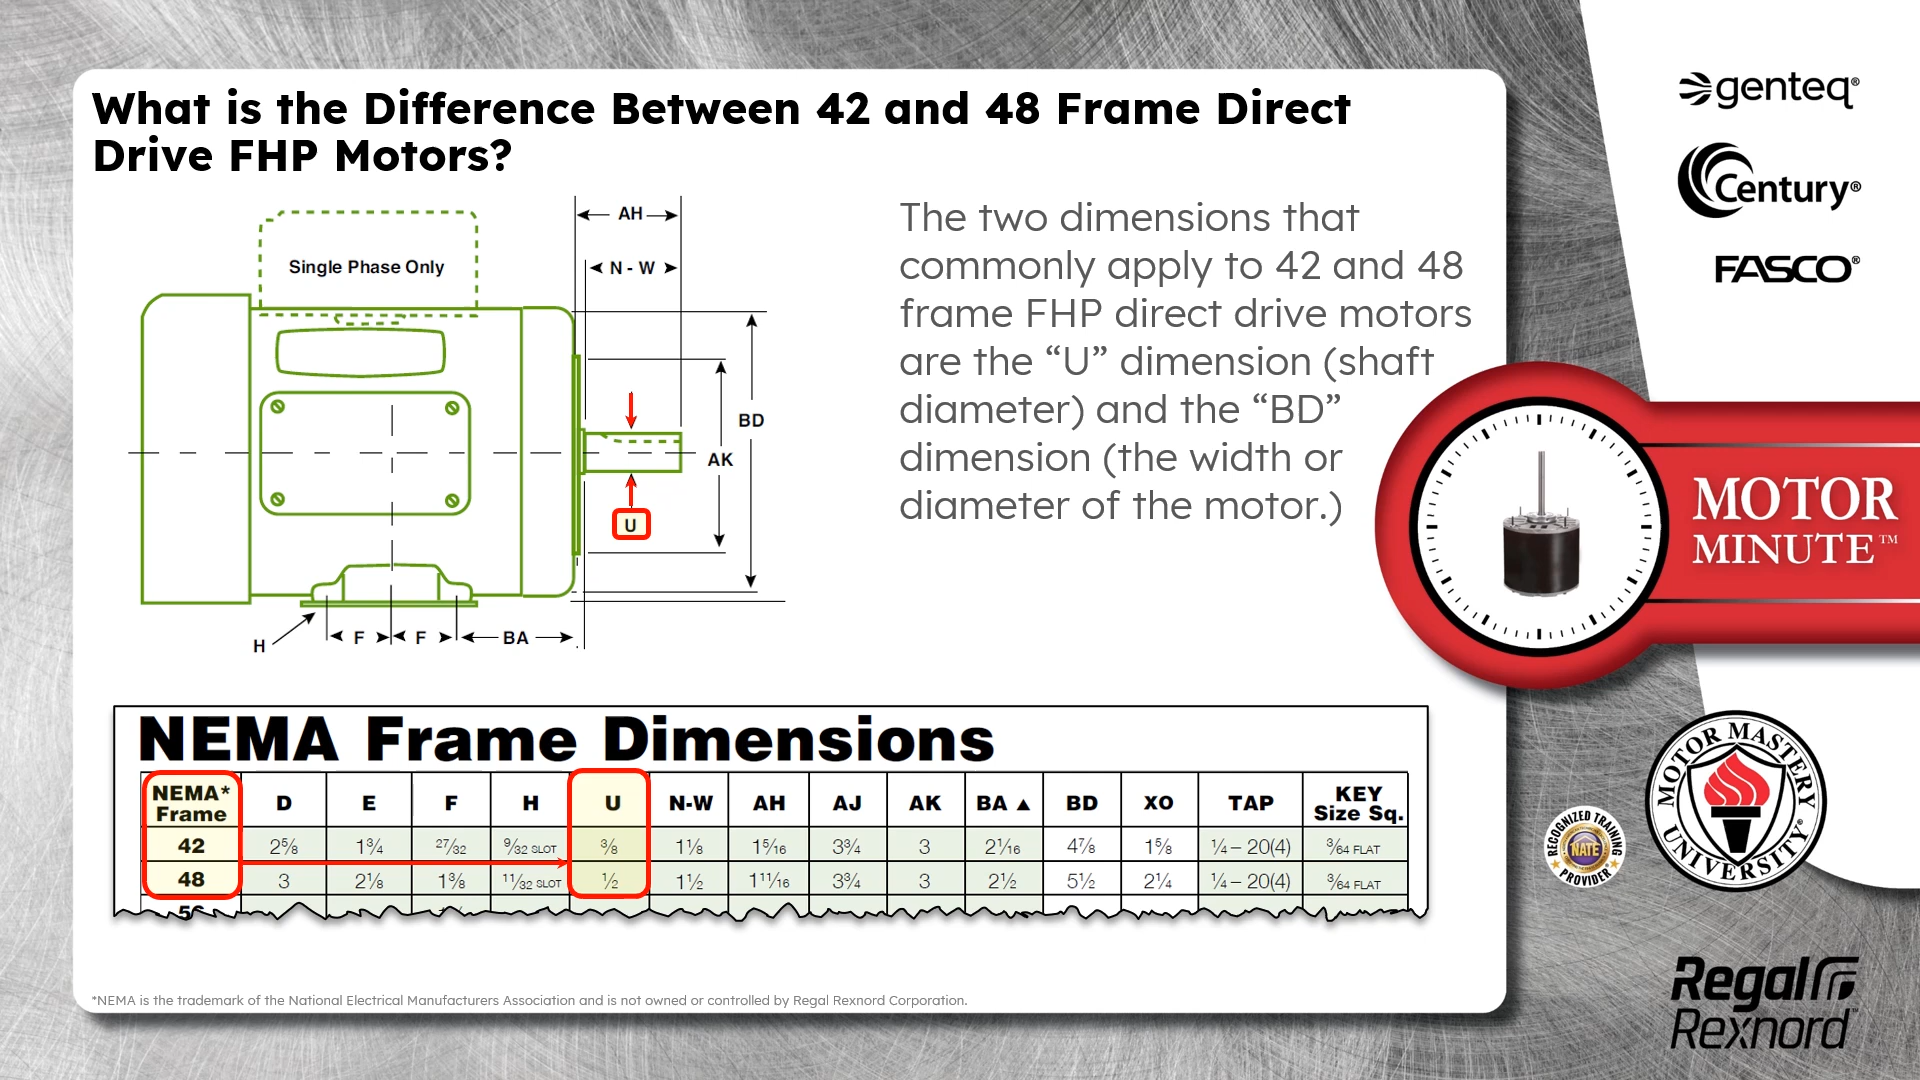 What is the Difference Between 42 and 48 Frame Direct
Drive FHP Motors?
AH
Single Phase Only
N - W
BD
AK
U
H
F
F
BA
The two dimensions that
commonly apply to 42 and 48
frame FHP direct drive motors
are the “U” dimension (shaft
diameter) and the “BD”
dimension (the width or
diameter of the motor.)
NEMA Frame Dimensions
NEMA* Frame D E F H U N-W AH AJ AK BA ▲ BD XO TAP KEY Size Sq.
42 2⅝ 1¾ 27/32 9/32 SLOT ⅜ 1⅛ 15/16 3¾ 3 21/16 4⅞ 1⅝ ¼ – 20(4) 3/64 FLAT
48 3 2⅛ 1⅜ 11/32 SLOT ½ 1½ 111/16 3¾ 3 2½ 5½ 2¼ ¼ – 20(4) 3/64 FLAT
*NEMA is the trademark of the National Electrical Manufacturers Association and is not owned or controlled by Regal Rexnord Corporation.
genteq®
Century®
FASCO®
MOTOR
MINUTE™
MOTOR MASTERY
UNIVERSITY®
RECOGNIZED TRAINING
NATE
PROVIDER
Regal
Rexnord™